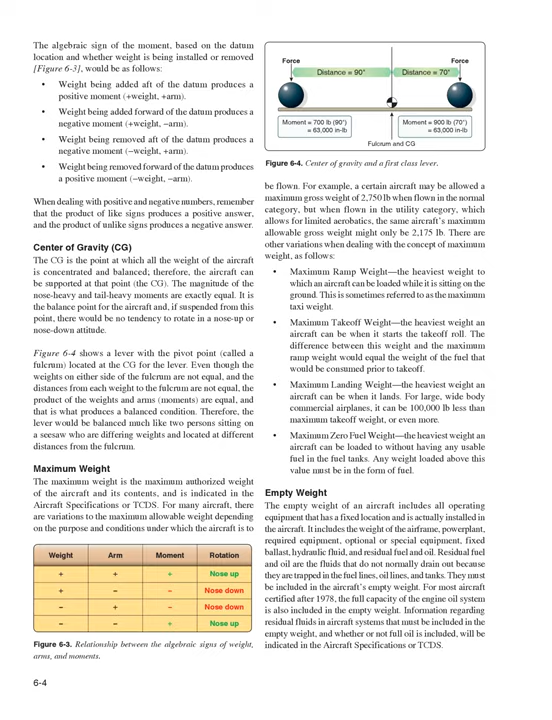 The algebraic sign of the moment, based on the datum
location and whether weight is being installed or removed
[Figure 6-3], would be as follows:
• Weight being added aft of the datum produces a
positive moment (+weight, +arm).
• Weight being added forward of the datum produces a
negative moment (+weight, −arm).
• Weight being removed aft of the datum produces a
negative moment (−weight, +arm).
• Weight being removed forward of the datum produces
a positive moment (−weight, −arm).
When dealing with positive and negative numbers, remember
that the product of like signs produces a positive answer,
and the product of unlike signs produces a negative answer.
Center of Gravity (CG)
The CG is the point at which all the weight of the aircraft
is concentrated and balanced; therefore, the aircraft can
be supported at that point (the CG). The magnitude of the
nose-heavy and tail-heavy moments are exactly equal. It is
the balance point for the aircraft and, if suspended from this
point, there would be no tendency to rotate in a nose-up or
nose-down attitude.
Figure 6-4 shows a lever with the pivot point (called a
fulcrum) located at the CG for the lever. Even though the
weights on either side of the fulcrum are not equal, and the
distances from each weight to the fulcrum are not equal, the
product of the weights and arms (moments) are equal, and
that is what produces a balanced condition. Therefore, the
lever would be balanced much like two persons sitting on
a seesaw who are differing weights and located at different
distances from the fulcrum.
Maximum Weight
The maximum weight is the maximum authorized weight
of the aircraft and its contents, and is indicated in the
Aircraft Specifications or TCDS. For many aircraft, there
are variations to the maximum allowable weight depending
on the purpose and conditions under which the aircraft is to
Weight Arm Moment Rotation
+ + + Nose up
+ − − Nose down
− + − Nose down
− − + Nose up
Figure 6-3. Relationship between the algebraic signs of weight,
arms, and moments.
Force Force
Distance = 90" Distance = 70"
Moment = 700 lb (90") Moment = 900 lb (70")
= 63,000 in-lb = 63,000 in-lb
Fulcrum and CG
Figure 6-4. Center of gravity and a first class lever.
be flown. For example, a certain aircraft may be allowed a
maximum gross weight of 2,750 lb when flown in the normal
category, but when flown in the utility category, which
allows for limited aerobatics, the same aircraft's maximum
allowable gross weight might only be 2,175 lb. There are
other variations when dealing with the concept of maximum
weight, as follows:
• Maximum Ramp Weight—the heaviest weight to
which an aircraft can be loaded while it is sitting on the
ground. This is sometimes referred to as the maximum
taxi weight.
• Maximum Takeoff Weight—the heaviest weight an
aircraft can be when it starts the takeoff roll. The
difference between this weight and the maximum
ramp weight would equal the weight of the fuel that
would be consumed prior to takeoff.
• Maximum Landing Weight—the heaviest weight an
aircraft can be when it lands. For large, wide body
commercial airplanes, it can be 100,000 lb less than
maximum takeoff weight, or even more.
• Maximum Zero Fuel Weight—the heaviest weight an
aircraft can be loaded to without having any usable
fuel in the fuel tanks. Any weight loaded above this
value must be in the form of fuel.
Empty Weight
The empty weight of an aircraft includes all operating
equipment that has a fixed location and is actually installed in
the aircraft. It includes the weight of the airframe, powerplant,
required equipment, optional or special equipment, fixed
ballast, hydraulic fluid, and residual fuel and oil. Residual fuel
and oil are the fluids that do not normally drain out because
they are trapped in the fuel lines, oil lines, and tanks. They must
be included in the aircraft's empty weight. For most aircraft
certified after 1978, the full capacity of the engine oil system
is also included in the empty weight. Information regarding
residual fluids in aircraft systems that must be included in the
empty weight, and whether or not full oil is included, will be
indicated in the Aircraft Specifications or TCDS.
6-4